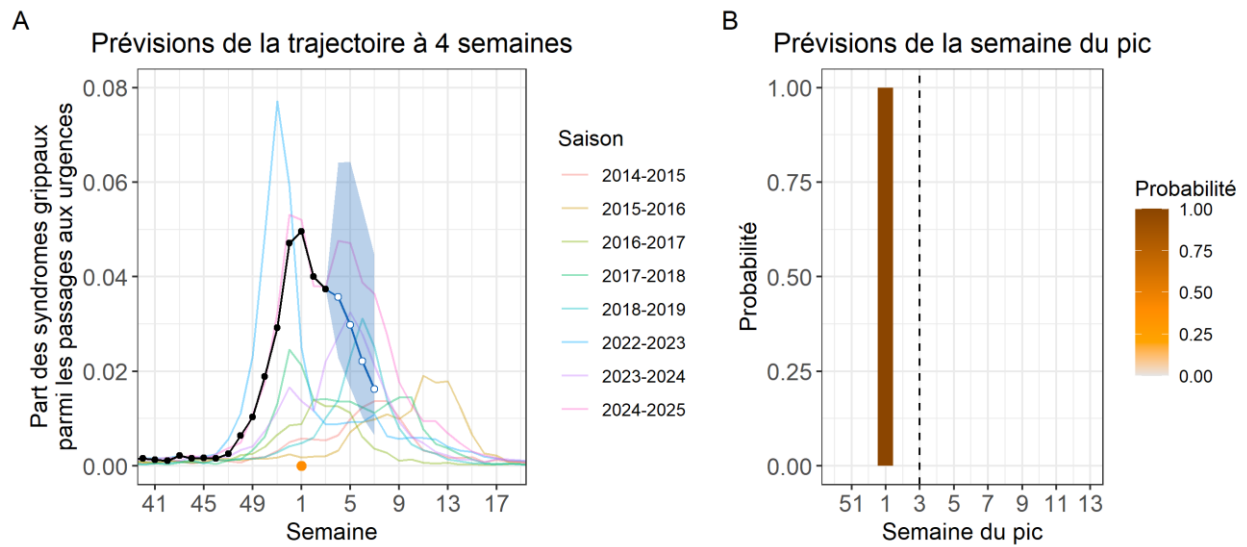 A
Prévisions de la trajectoire à 4 semaines
Part des syndromes grippaux
parmi les passages aux urgences
0.08
0.06
0.04
0.02
0.00
41 45 49 1 5 9 13 17
Semaine
Saison
2014-2015
2015-2016
2016-2017
2017-2018
2018-2019
2022-2023
2023-2024
2024-2025
B
Prévisions de la semaine du pic
Probabilité
1.00
0.75
0.50
0.25
0.00
51 1 3 5 7 9 11 13
Semaine du pic
Probabilité
1.00
0.75
0.50
0.25
0.00